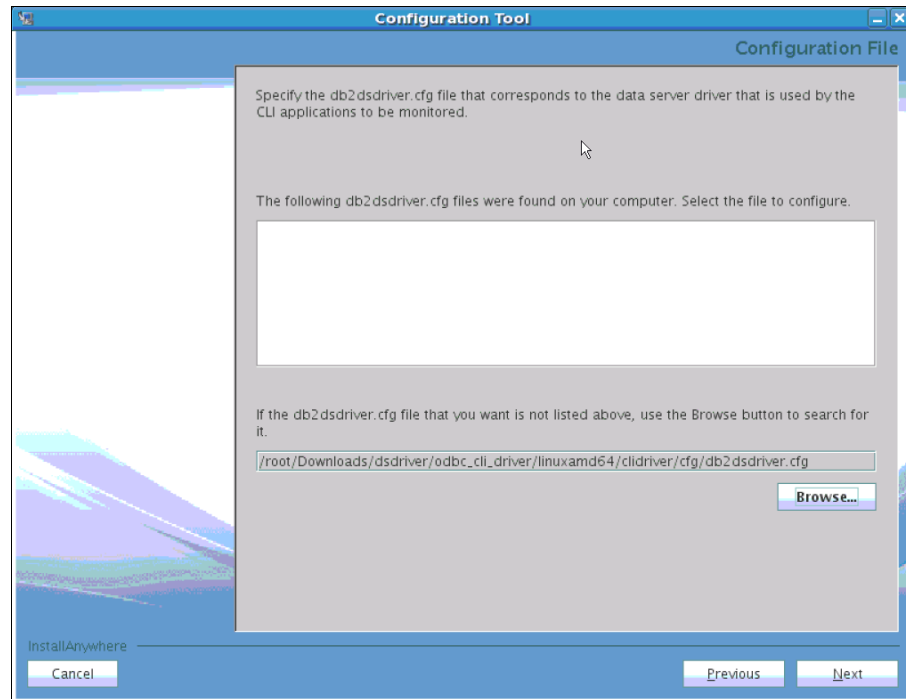 Configuration Tool
Configuration File
Specify the db2dsdriver.cfg file that corresponds to the data server driver that is used by the
CLI applications to be monitored.
The following db2dsdriver.cfg files were found on your computer. Select the file to configure.
If the db2dsdriver.cfg file that you want is not listed above, use the Browse button to search for
it.
/root/Downloads/dsdriver/odbc_cli_driver/linuxamd64/clidriver/cfg/db2dsdriver.cfg
Browse...
InstallAnywhere
Cancel
Previous
Next